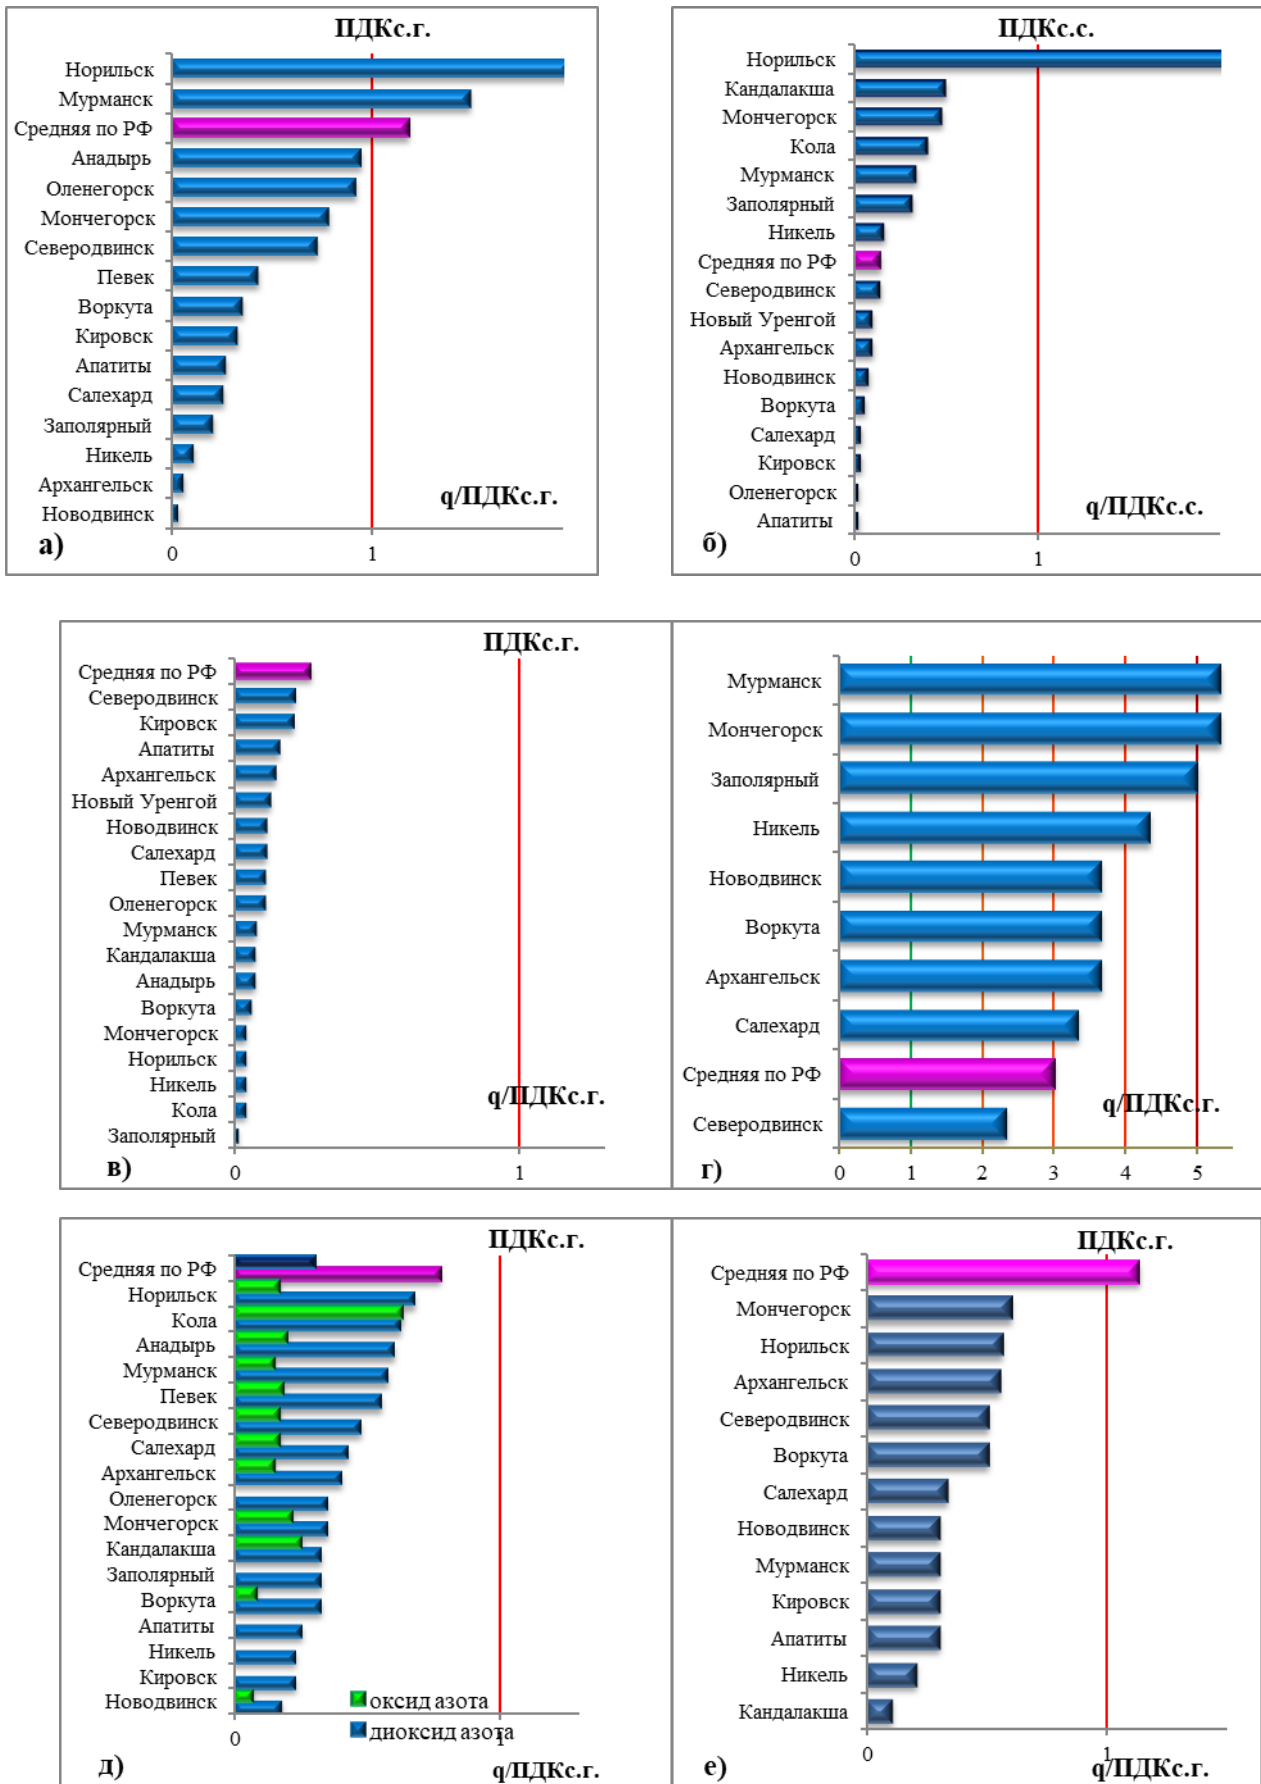 ПДКс.г.
Норильск
Мурманск
Средняя по РФ
Анадырь
Оленегорск
Мончегорск
Северодвинск
Певек
Воркута
Кировск
Апатиты
Салехард
Заполярный
Никель
Архангельск
Новодвинск
q/ПДКс.г.
а)
0 1
ПДКс.с.
Норильск
Кандалакша
Мончегорск
Кола
Мурманск
Заполярный
Никель
Средняя по РФ
Северодвинск
Новый Уренгой
Архангельск
Новодвинск
Воркута
Салехард
Кировск
Оленегорск
Апатиты
q/ПДКс.с.
б)
0 1
ПДКс.г.
Средняя по РФ
Северодвинск
Кировск
Апатиты
Архангельск
Новый Уренгой
Новодвинск
Салехард
Певек
Оленегорск
Мурманск
Кандалакша
Анадырь
Воркута
Мончегорск
Норильск
Никель
Кола
Заполярный
q/ПДКс.г.
в)
0 1
Мурманск
Мончегорск
Заполярный
Никель
Новодвинск
Воркута
Архангельск
Салехард
Средняя по РФ
Северодвинск
q/ПДКс.г.
г)
0 1 2 3 4 5
ПДКс.г.
Средняя по РФ
Норильск
Кола
Анадырь
Мурманск
Певек
Северодвинск
Салехард
Архангельск
Оленегорск
Мончегорск
Кандалакша
Заполярный
Воркута
Апатиты
Никель
Кировск
Новодвинск
оксид азота
диоксид азота
0 1
д)
q/ПДКс.г.
ПДКс.г.
Средняя по РФ
Мончегорск
Норильск
Архангельск
Северодвинск
Воркута
Салехард
Новодвинск
Мурманск
Кировск
Апатиты
Никель
Кандалакша
0 1
е)
q/ПДКс.г.